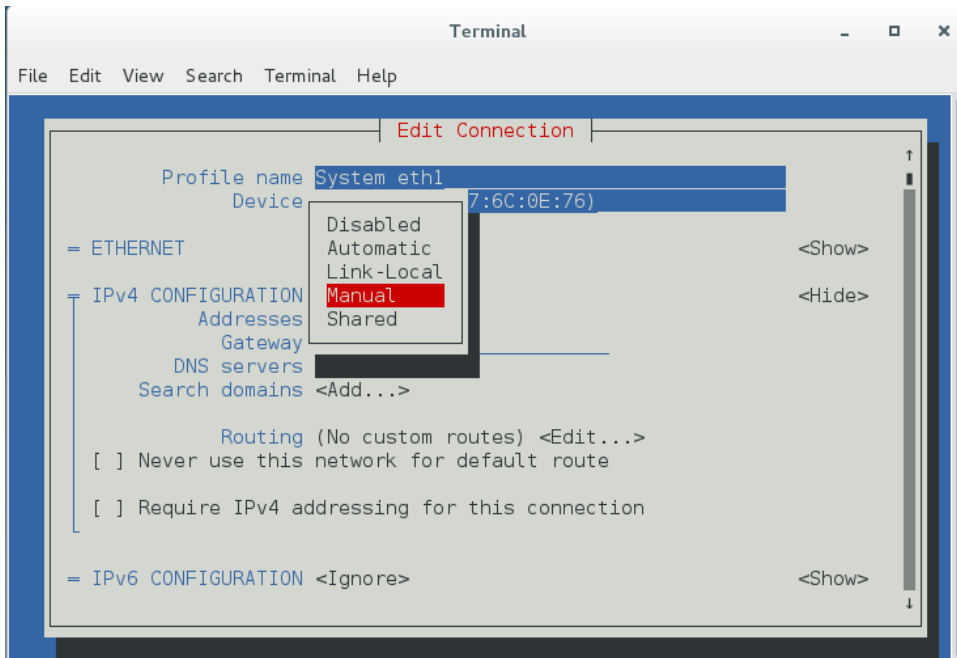 Terminal
File Edit View Search Terminal Help
Edit Connection
Profile name System eth1
Device 7:6C:0E:76)
Disabled
= ETHERNET Automatic <Show>
Link-Local
IPv4 CONFIGURATION Manual <Hide>
Addresses Shared
Gateway
DNS servers
Search domains <Add...>
Routing (No custom routes) <Edit...>
[ ] Never use this network for default route
[ ] Require IPv4 addressing for this connection
= IPv6 CONFIGURATION <Ignore> <Show>